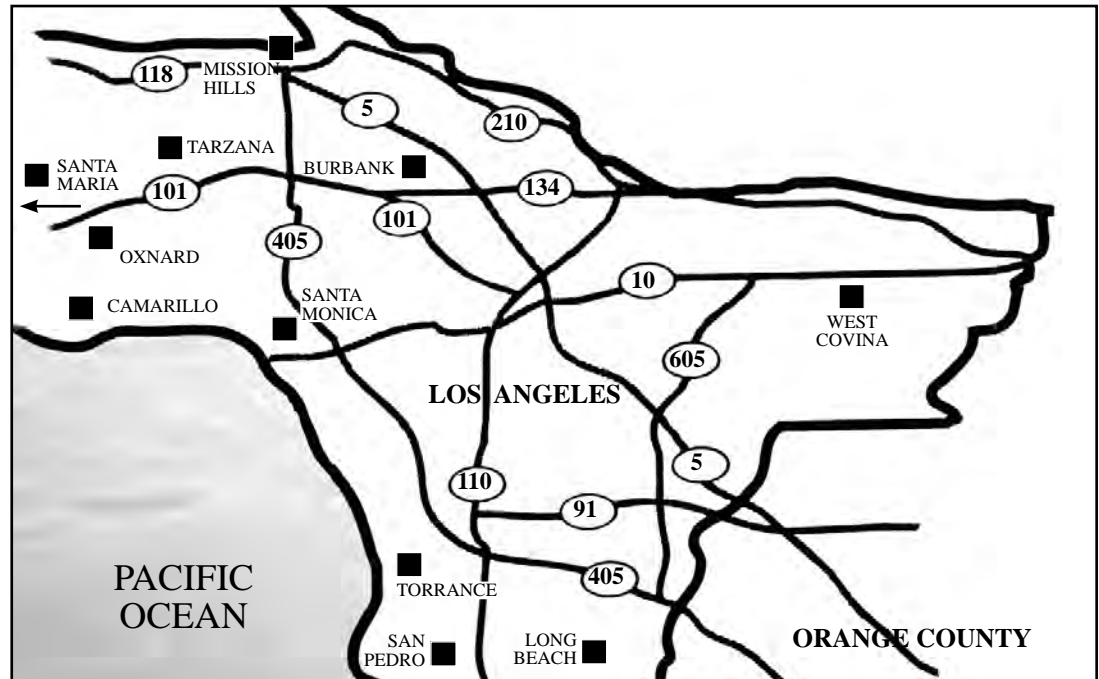 118
MISSION
HILLS
5
210
TARZANA
BURBANK
SANTA
MARIA
101
134
101
405
OXNARD
10
CAMARILLO
SANTA
MONICA
WEST
COVINA
605
LOS ANGELES
110
5
91
PACIFIC
OCEAN
TORRANCE
405
SAN
PEDRO
LONG
BEACH
ORANGE COUNTY